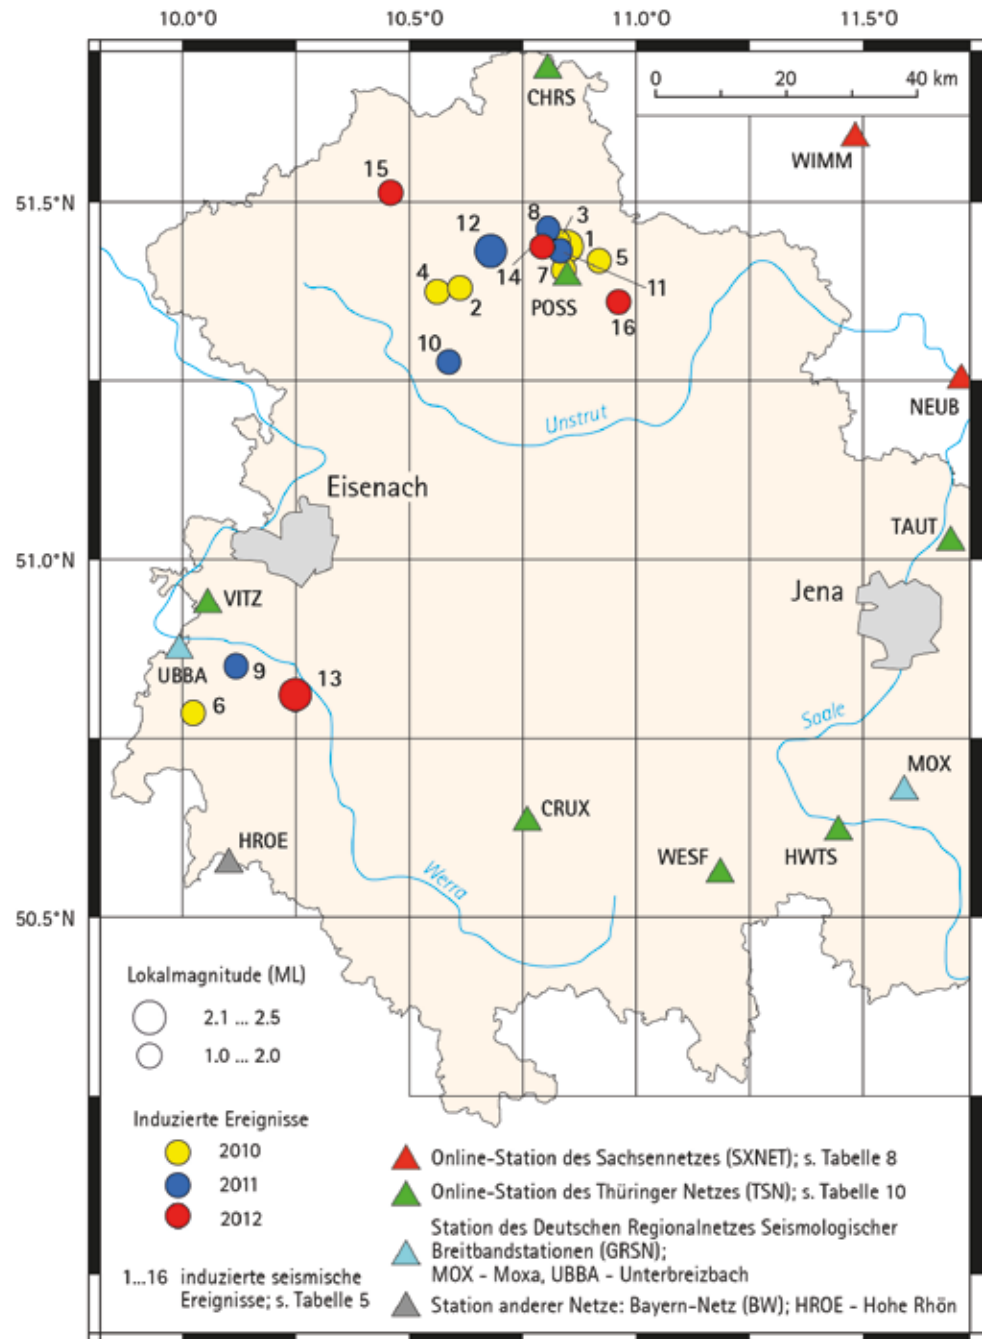 10.0°O 10.5°O 11.0°O 11.5°O
0 20 40 km
CHRS
WIMM
15
51.5°N
8 3
12
1
5
4
14
7
11
2
POSS
16
10
NEUB
Unstrut
Eisenach
TAUT
51.0°N
Jena
VITZ
UBBA
9
13
6
Saale
MOX
CRUX
HROE
WESF
HWTS
Werra
50.5°N
Lokalmagnitude (ML)
2.1 ... 2.5
1.0 ... 2.0
Induzierte Ereignisse
2010
2011
2012
1...16 induzierte seismische
Ereignisse; s. Tabelle 5
Online-Station des Sachsennetzes (SXNET); s. Tabelle 8
Online-Station des Thüringer Netzes (TSN); s. Tabelle 10
Station des Deutschen Regionalnetzes Seismologischer
Breitbandstationen (GRSN);
MOX - Moxa, UBBA - Unterbreizbach
Station anderer Netze: Bayern-Netz (BW); HROE - Hohe Rhön